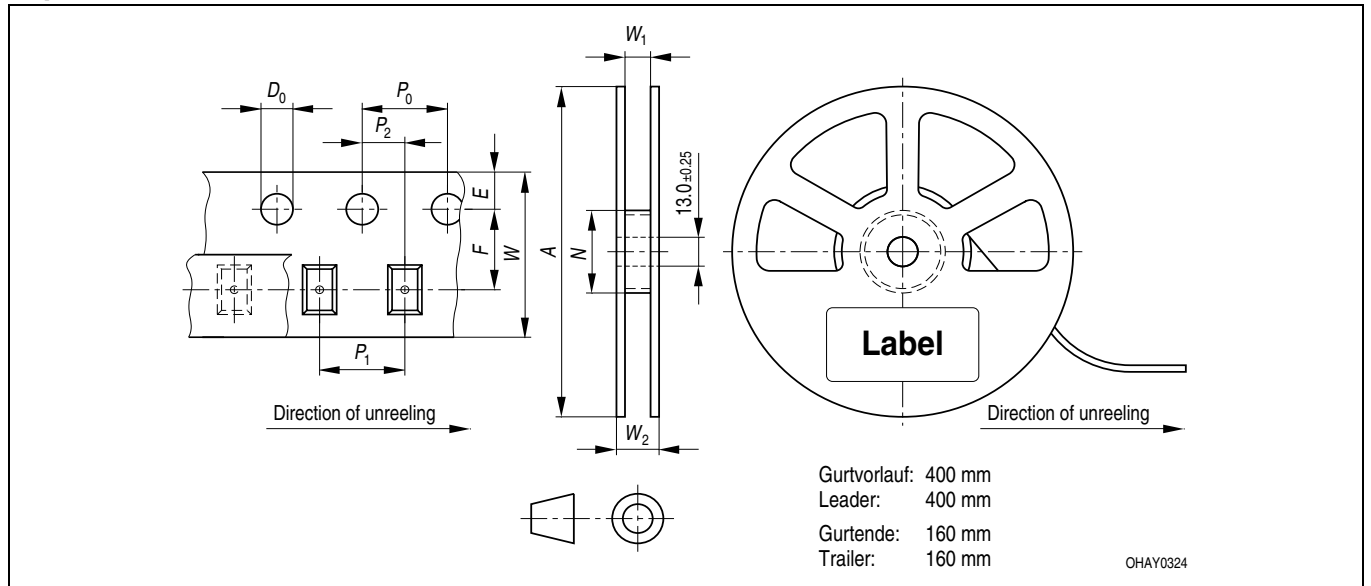 W1
D0
P0
P2
E
13.0±0.25
F
W
A
N
Label
P1
Direction of unreeling
W2
Direction of unreeling
Gurtvorlauf: 400 mm
Leader: 400 mm
Gurtende: 160 mm
Trailer: 160 mm
OHAY0324